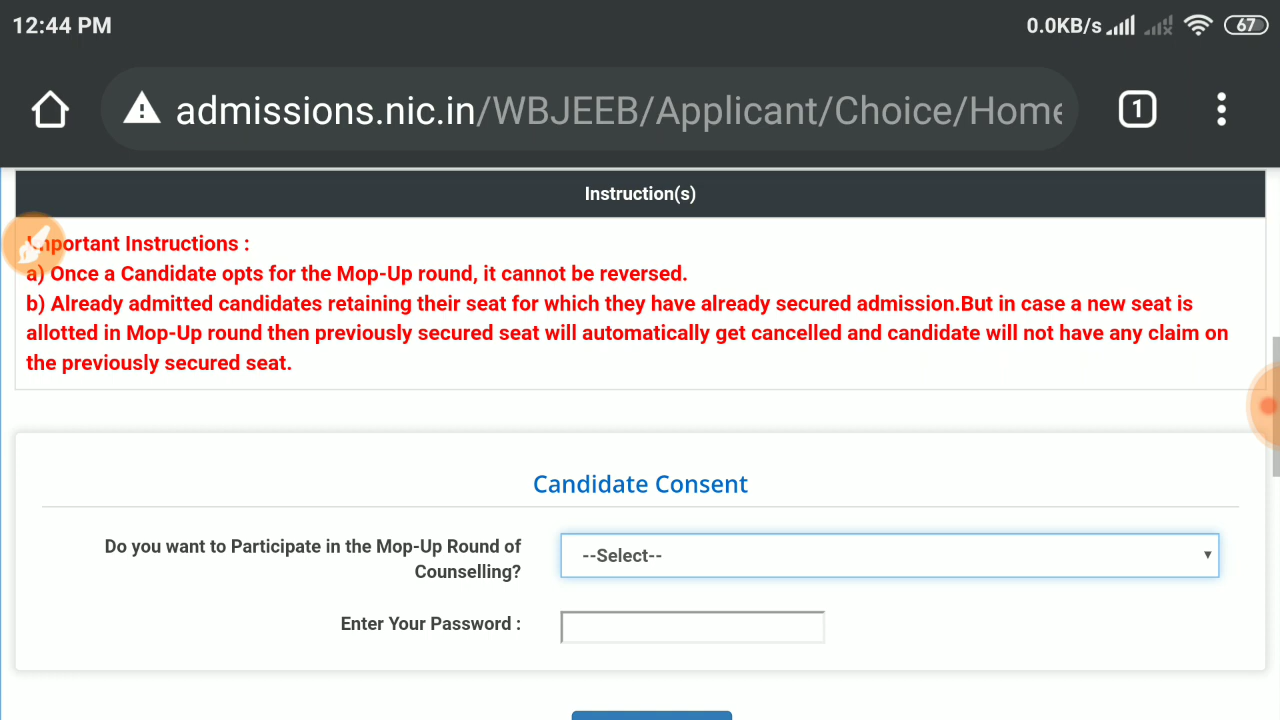 12:44 PM
0.0KB/s
67
admissions.nic.in/WBJEEB/Applicant/Choice/Home
1
Instruction(s)
Important Instructions :
a) Once a Candidate opts for the Mop-Up round, it cannot be reversed.
b) Already admitted candidates retaining their seat for which they have already secured admission.But in case a new seat is
allotted in Mop-Up round then previously secured seat will automatically get cancelled and candidate will not have any claim on
the previously secured seat.
Candidate Consent
Do you want to Participate in the Mop-Up Round of
Counselling?
--Select--
Enter Your Password :